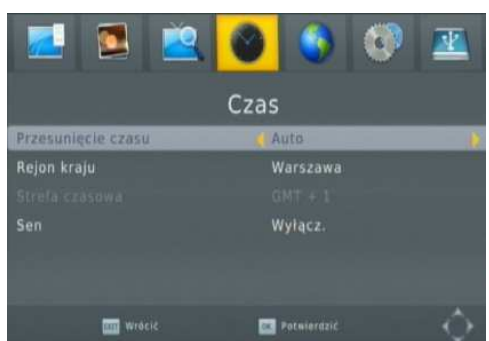 Czas
Przesunięcie czasu Auto
Rejon kraju Warszawa
Strefa czasowa GMT + 1
Sen Wyłącz.
EXIT Wrócić OK Potwierdzić